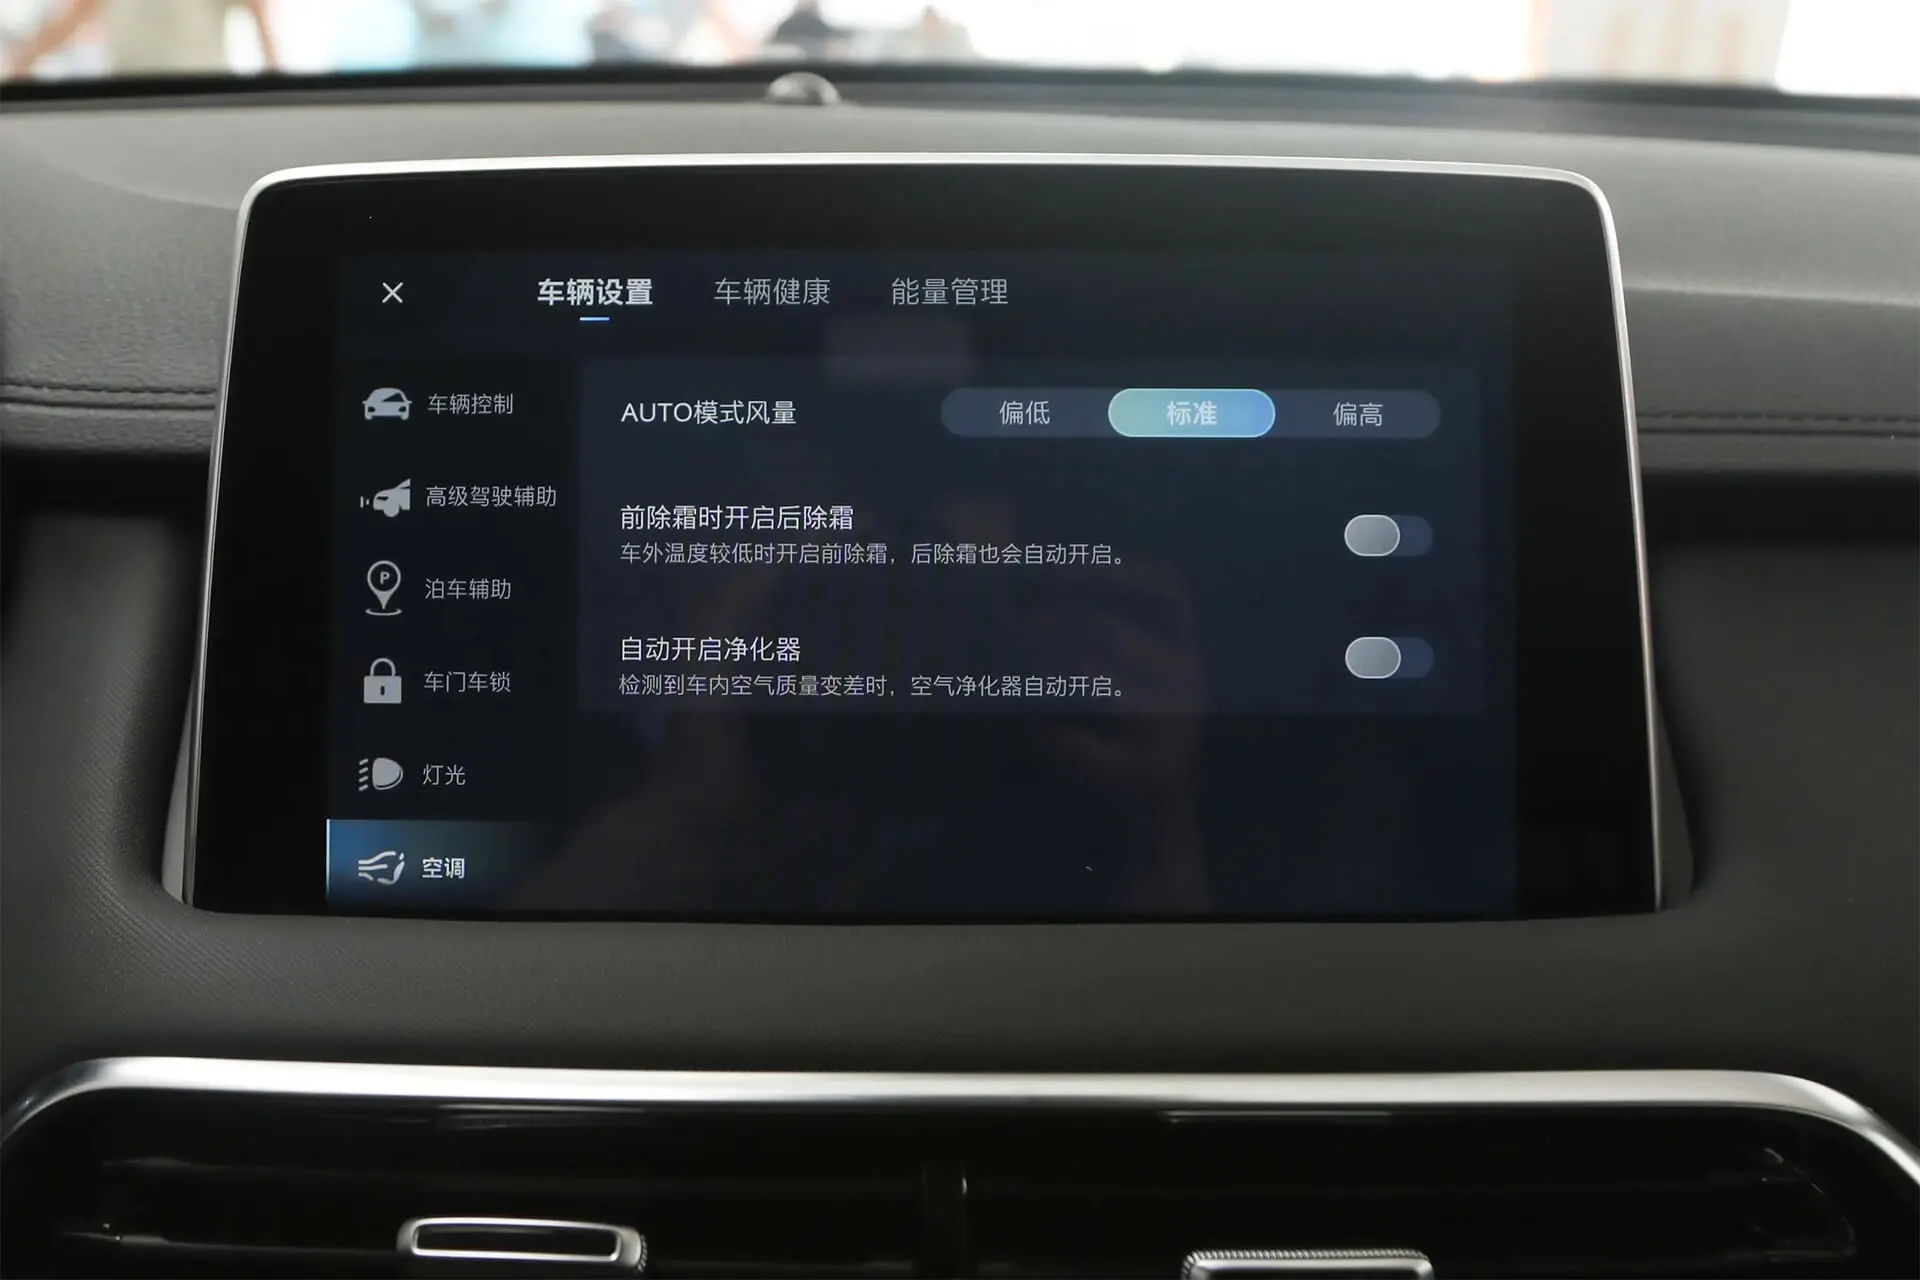 车辆设置 车辆健康 能量管理
车辆控制
高级驾驶辅助
P
泊车辅助
车门车锁
灯光
空调
AUTO模式风量 偏低 标准 偏高
前除霜时开启后除霜
车外温度较低时开启前除霜，后除霜也会自动开启。
自动开启净化器
检测到车内空气质量变差时，空气净化器自动开启。